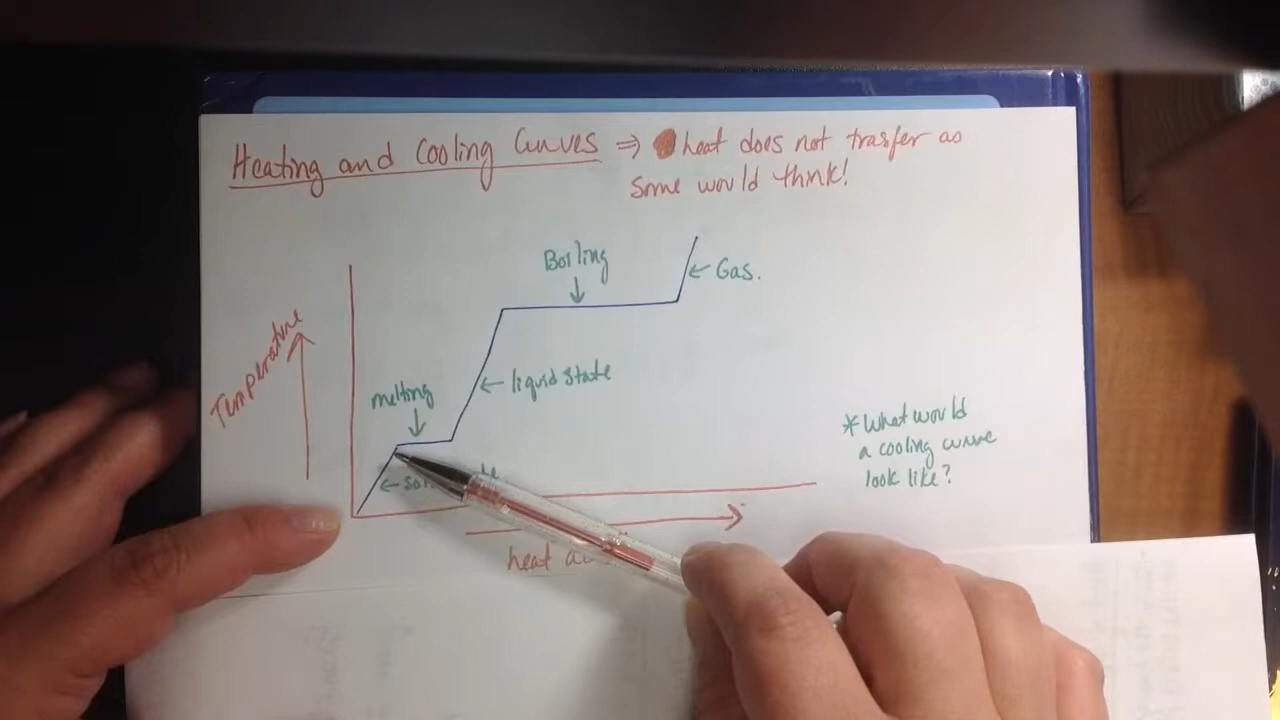 Heating and Cooling Curves ⇒ heat does not trasfer as
some would think!
Boiling
↓
← Gas.
Temperature
melting
↓
← liquid state
* What would
a cooling curve
look like?
←
heat